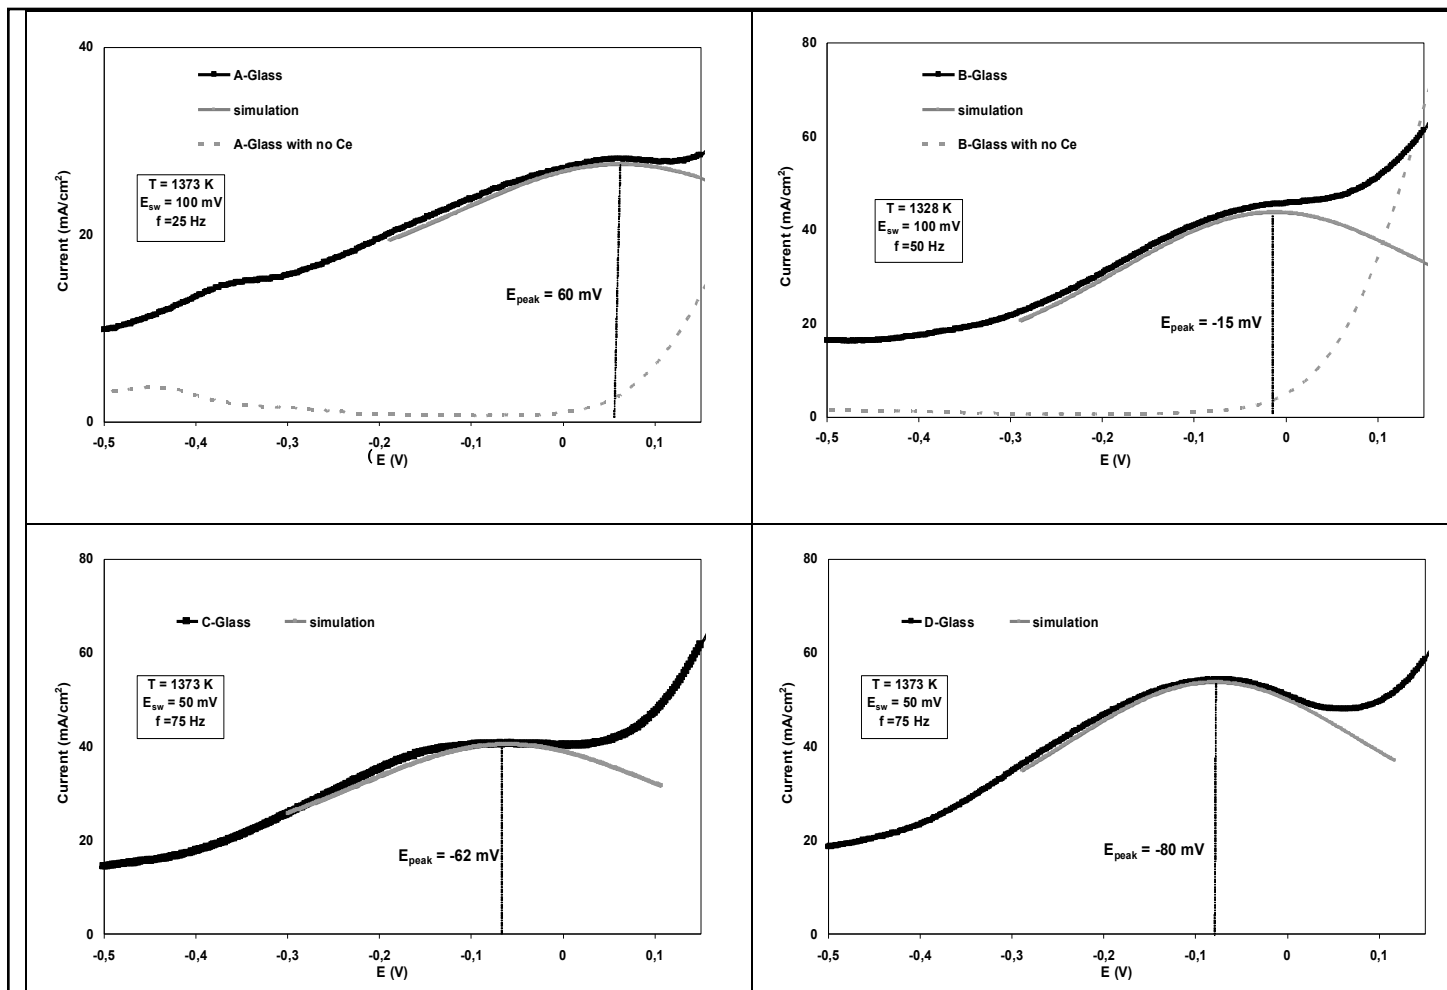 40
20
0
Current (mA/cm²)
A-Glass
simulation
A-Glass with no Ce
T = 1373 K
Esw = 100 mV
f =25 Hz
Epeak = 60 mV
-0,5 -0,4 -0,3 -0,2 -0,1 0 0,1
( E (V)
80
60
40
20
0
Current (mA/cm²)
B-Glass
simulation
B-Glass with no Ce
T = 1328 K
Esw = 100 mV
f =50 Hz
Epeak = -15 mV
-0,5 -0,4 -0,3 -0,2 -0,1 0 0,1
E (V)
80
60
40
20
0
Current (mA/cm²)
C-Glass simulation
T = 1373 K
Esw = 50 mV
f =75 Hz
Epeak = -62 mV
-0,5 -0,4 -0,3 -0,2 -0,1 0 0,1
E (V)
80
60
40
20
0
Current (mA/cm²)
D-Glass simulation
T = 1373 K
Esw = 50 mV
f =75 Hz
Epeak = -80 mV
-0,5 -0,4 -0,3 -0,2 -0,1 0 0,1
E (V)